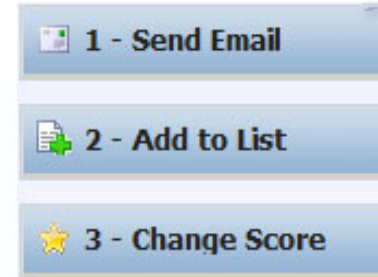 1 - Send Email
2 - Add to List
3 - Change Score